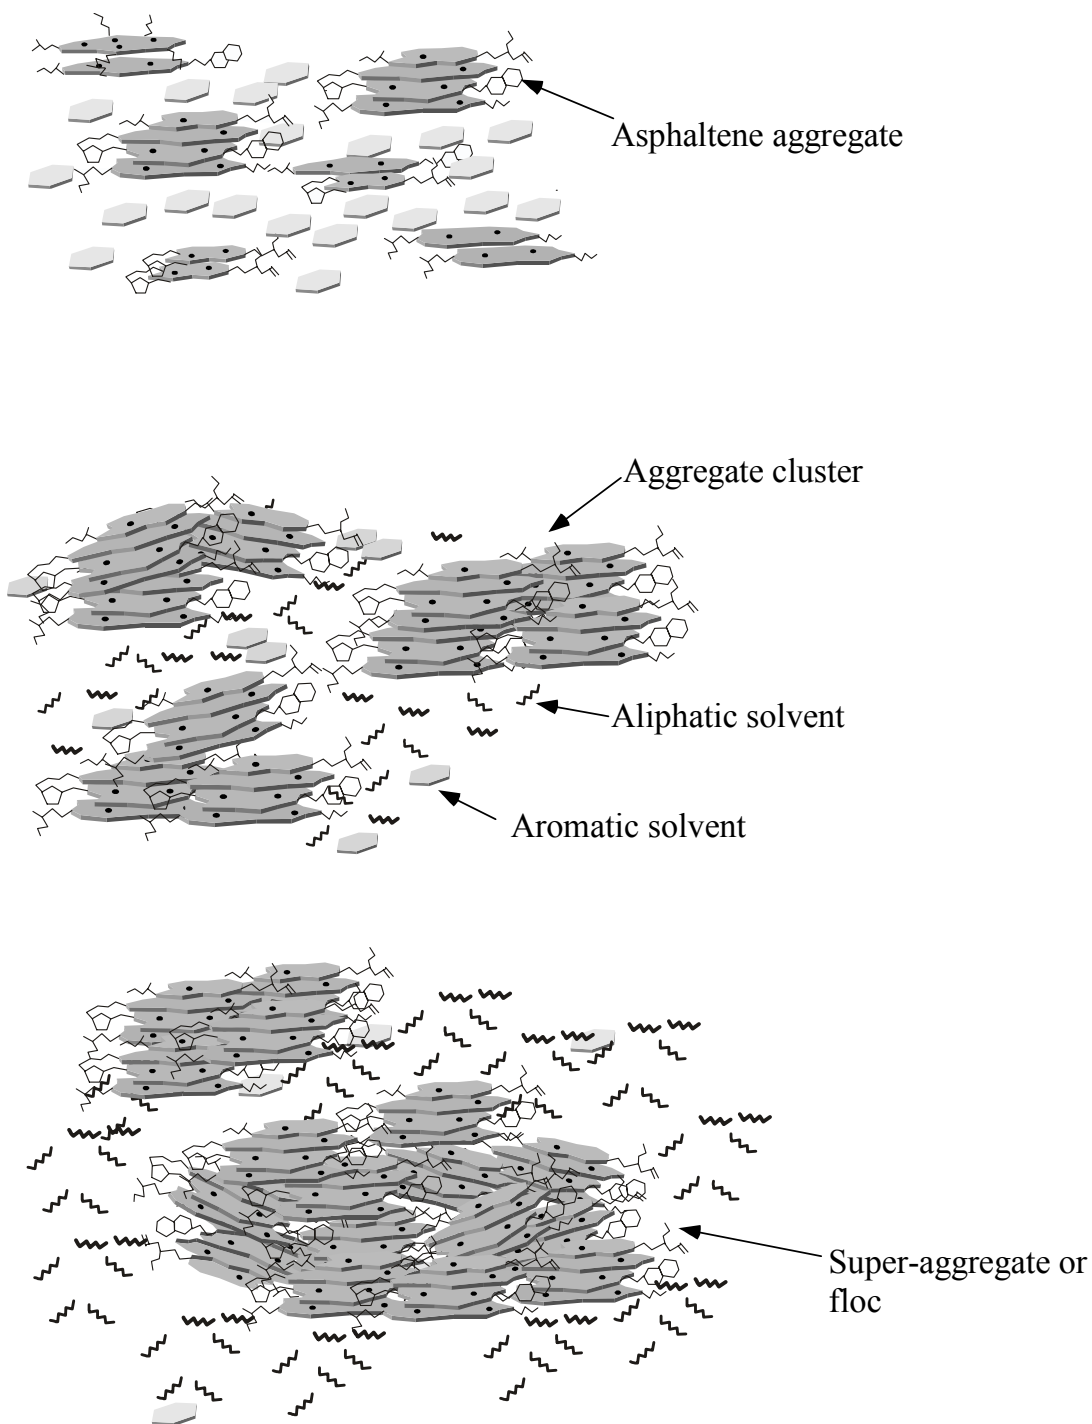 Asphaltene aggregate
Aggregate cluster
Aliphatic solvent
Aromatic solvent
Super-aggregate or
floc